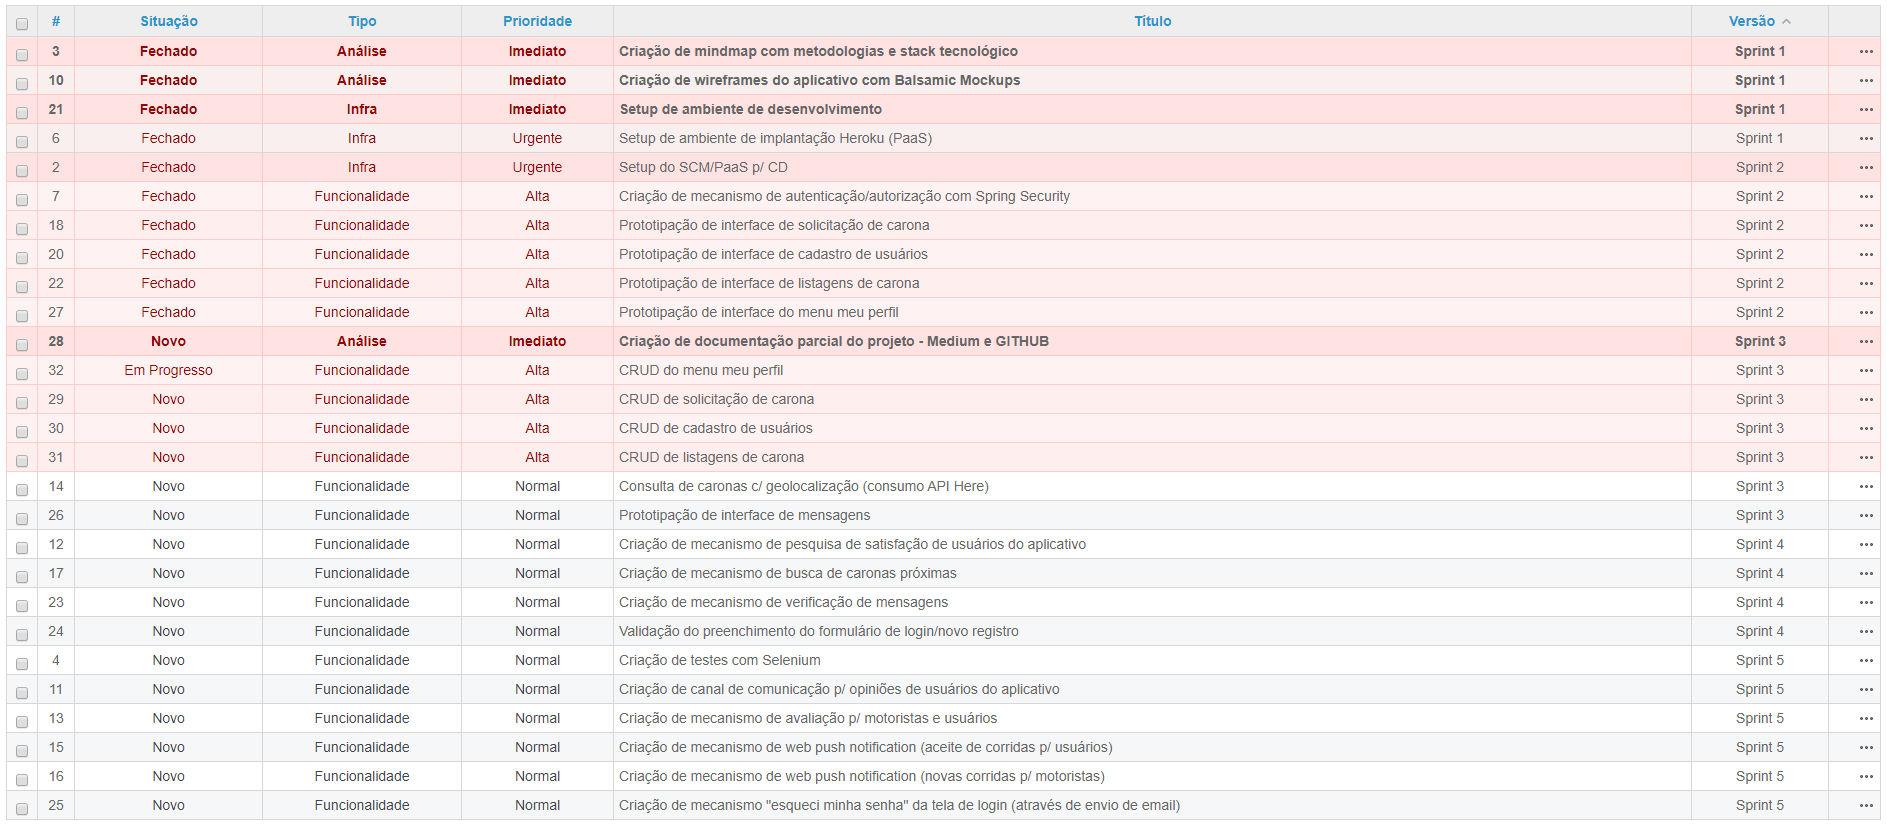 # Situação Tipo Prioridade Título Versão
3 Fechado Análise Imediato Criação de mindmap com metodologias e stack tecnológico Sprint 1 ...
10 Fechado Análise Imediato Criação de wireframes do aplicativo com Balsamic Mockups Sprint 1 ...
21 Fechado Infra Imediato Setup de ambiente de desenvolvimento Sprint 1 ...
6 Fechado Infra Urgente Setup de ambiente de implantação Heroku (PaaS) Sprint 1 ...
2 Fechado Infra Urgente Setup do SCM/PaaS p/ CD Sprint 2 ...
7 Fechado Funcionalidade Alta Criação de mecanismo de autenticação/autorização com Spring Security Sprint 2 ...
18 Fechado Funcionalidade Alta Prototipação de interface de solicitação de carona Sprint 2 ...
20 Fechado Funcionalidade Alta Prototipação de interface de cadastro de usuários Sprint 2 ...
22 Fechado Funcionalidade Alta Prototipação de interface de listagens de carona Sprint 2 ...
27 Fechado Funcionalidade Alta Prototipação de interface do menu meu perfil Sprint 2 ...
28 Novo Análise Imediato Criação de documentação parcial do projeto - Medium e GITHUB Sprint 3 ...
32 Em Progresso Funcionalidade Alta CRUD do menu meu perfil Sprint 3 ...
29 Novo Funcionalidade Alta CRUD de solicitação de carona Sprint 3 ...
30 Novo Funcionalidade Alta CRUD de cadastro de usuários Sprint 3 ...
31 Novo Funcionalidade Alta CRUD de listagens de carona Sprint 3 ...
14 Novo Funcionalidade Normal Consulta de caronas c/ geolocalização (consumo API Here) Sprint 3 ...
26 Novo Funcionalidade Normal Prototipação de interface de mensagens Sprint 3 ...
12 Novo Funcionalidade Normal Criação de mecanismo de pesquisa de satisfação de usuários do aplicativo Sprint 4 ...
17 Novo Funcionalidade Normal Criação de mecanismo de busca de caronas próximas Sprint 4 ...
23 Novo Funcionalidade Normal Criação de mecanismo de verificação de mensagens Sprint 4 ...
24 Novo Funcionalidade Normal Validação do preenchimento do formulário de login/novo registro Sprint 4 ...
4 Novo Funcionalidade Normal Criação de testes com Selenium Sprint 5 ...
11 Novo Funcionalidade Normal Criação de canal de comunicação p/ opiniões de usuários do aplicativo Sprint 5 ...
13 Novo Funcionalidade Normal Criação de mecanismo de avaliação p/ motoristas e usuários Sprint 5 ...
15 Novo Funcionalidade Normal Criação de mecanismo de web push notification (aceite de corridas p/ usuários) Sprint 5 ...
16 Novo Funcionalidade Normal Criação de mecanismo de web push notification (novas corridas p/ motoristas) Sprint 5 ...
25 Novo Funcionalidade Normal Criação de mecanismo "esqueci minha senha" da tela de login (através de envio de email) Sprint 5 ...